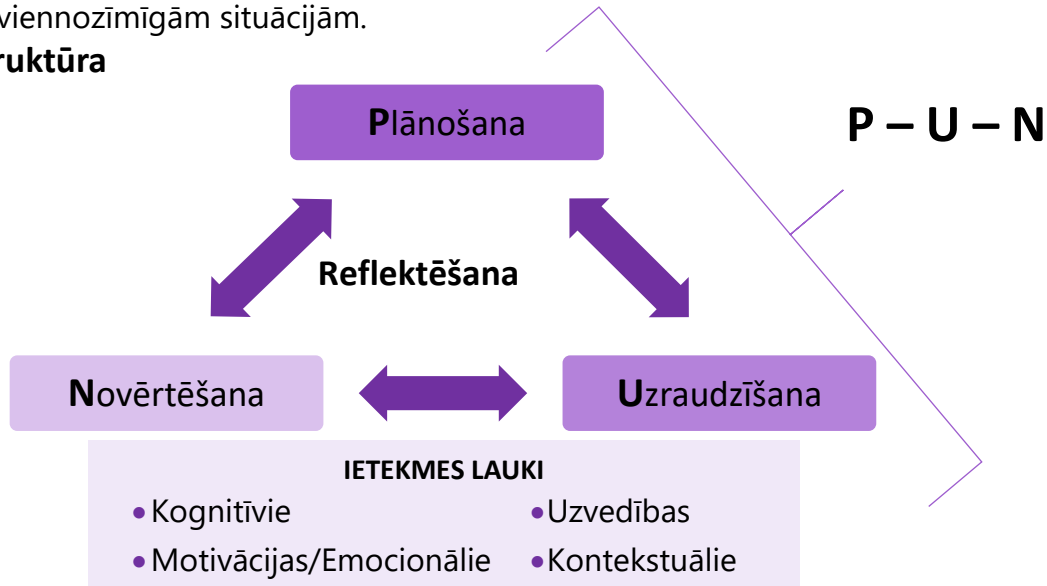 viennozīmīgām situācijām.
ruktūra
Plānošana
P – U – N
Reflektēšana
Novērtēšana
Uzraudzīšana
IETEKMES LAUKI
•Kognitīvie
•Uzvedības
•Motivācijas/Emocionālie
•Kontekstuālie